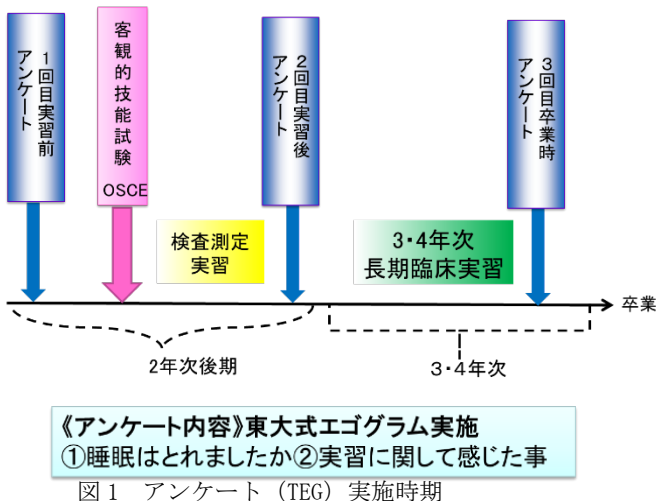 1回目実習前
アンケート
客観的技能試験
OSCE
2回目実習後
アンケート
3回目卒業時
アンケート
検査測定
実習
3・4年次
長期臨床実習
卒業
2年次後期
3・4年次
《アンケート内容》東大式エゴグラム実施
①睡眠はとれましたか②実習に関して感じた事
図1 アンケート（TEG）実施時期